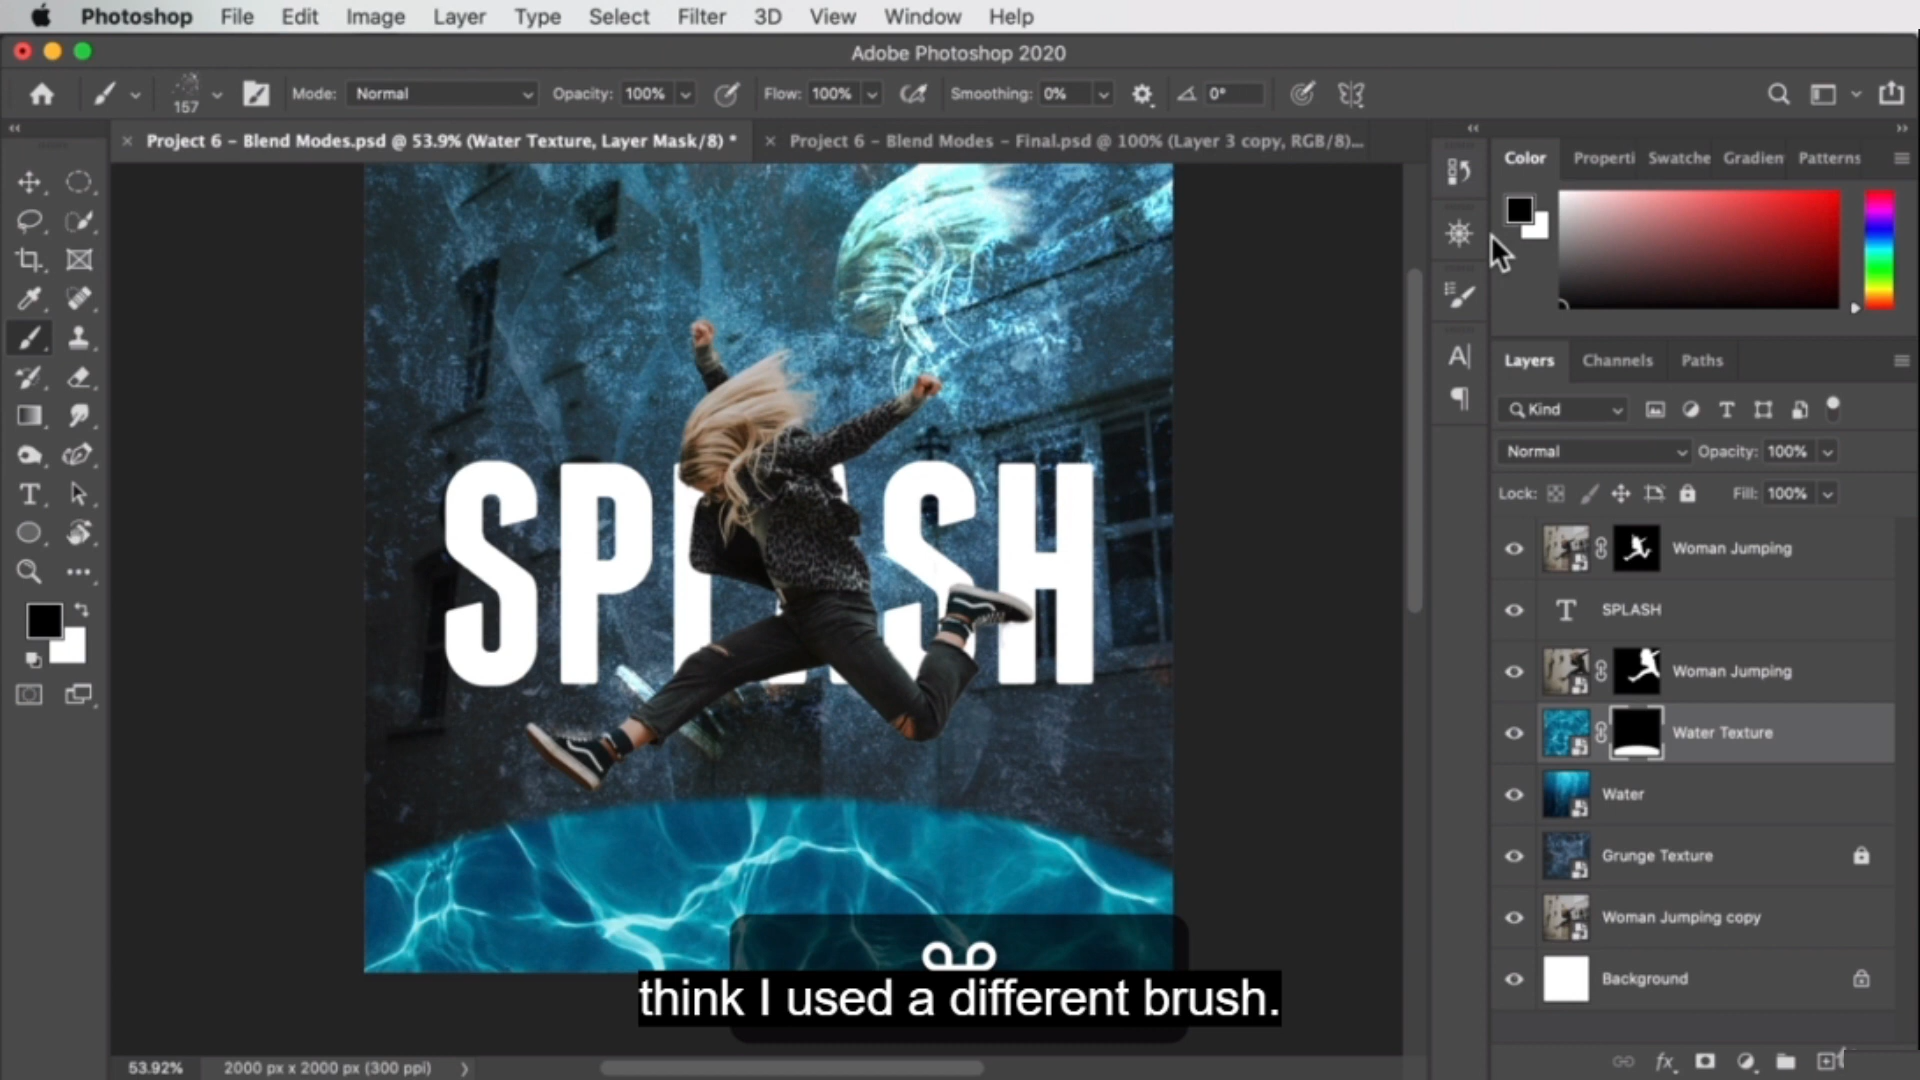 Photoshop File Edit Image Layer Type Select Filter 3D View Window Help
Adobe Photoshop 2020
157 Mode: Normal Opacity: 100% Flow: 100% Smoothing: 0% 0°
Project 6 – Blend Modes.psd @ 53.9% (Water Texture, Layer Mask/8) *
Project 6 – Blend Modes – Final.psd @ 100% (Layer 3 copy, RGB/8)...
Color Properti Swatche Gradien Patterns
Layers Channels Paths
Kind
Normal Opacity: 100%
Lock: Fill: 100%
Woman Jumping
SPLASH
Woman Jumping
Water Texture
Water
Grunge Texture
Woman Jumping copy
Background
SPLASH
⌘
think I used a different brush.
53.92% 2000 px x 2000 px (300 ppi)